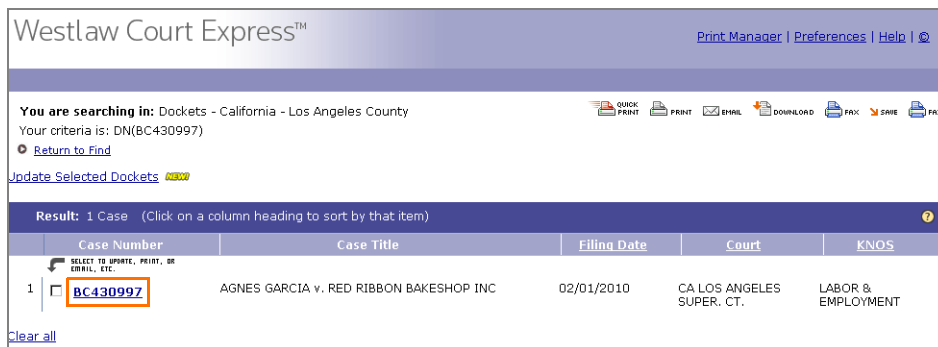 Westlaw Court Express™
Print Manager | Preferences | Help | ©
You are searching in: Dockets - California - Los Angeles County
QUICK PRINT PRINT EMAIL DOWNLOAD FAX SAVE FA
Your criteria is: DN(BC430997)
Return to Find
Update Selected Dockets NEW!
Result: 1 Case (Click on a column heading to sort by that item)
?
Case Number Case Title Filing Date Court KNOS
SELECT TO UPDATE, PRINT, OR
EMAIL, ETC.
1 BC430997 AGNES GARCIA v. RED RIBBON BAKESHOP INC 02/01/2010 CA LOS ANGELES LABOR &
SUPER. CT. EMPLOYMENT
Clear all